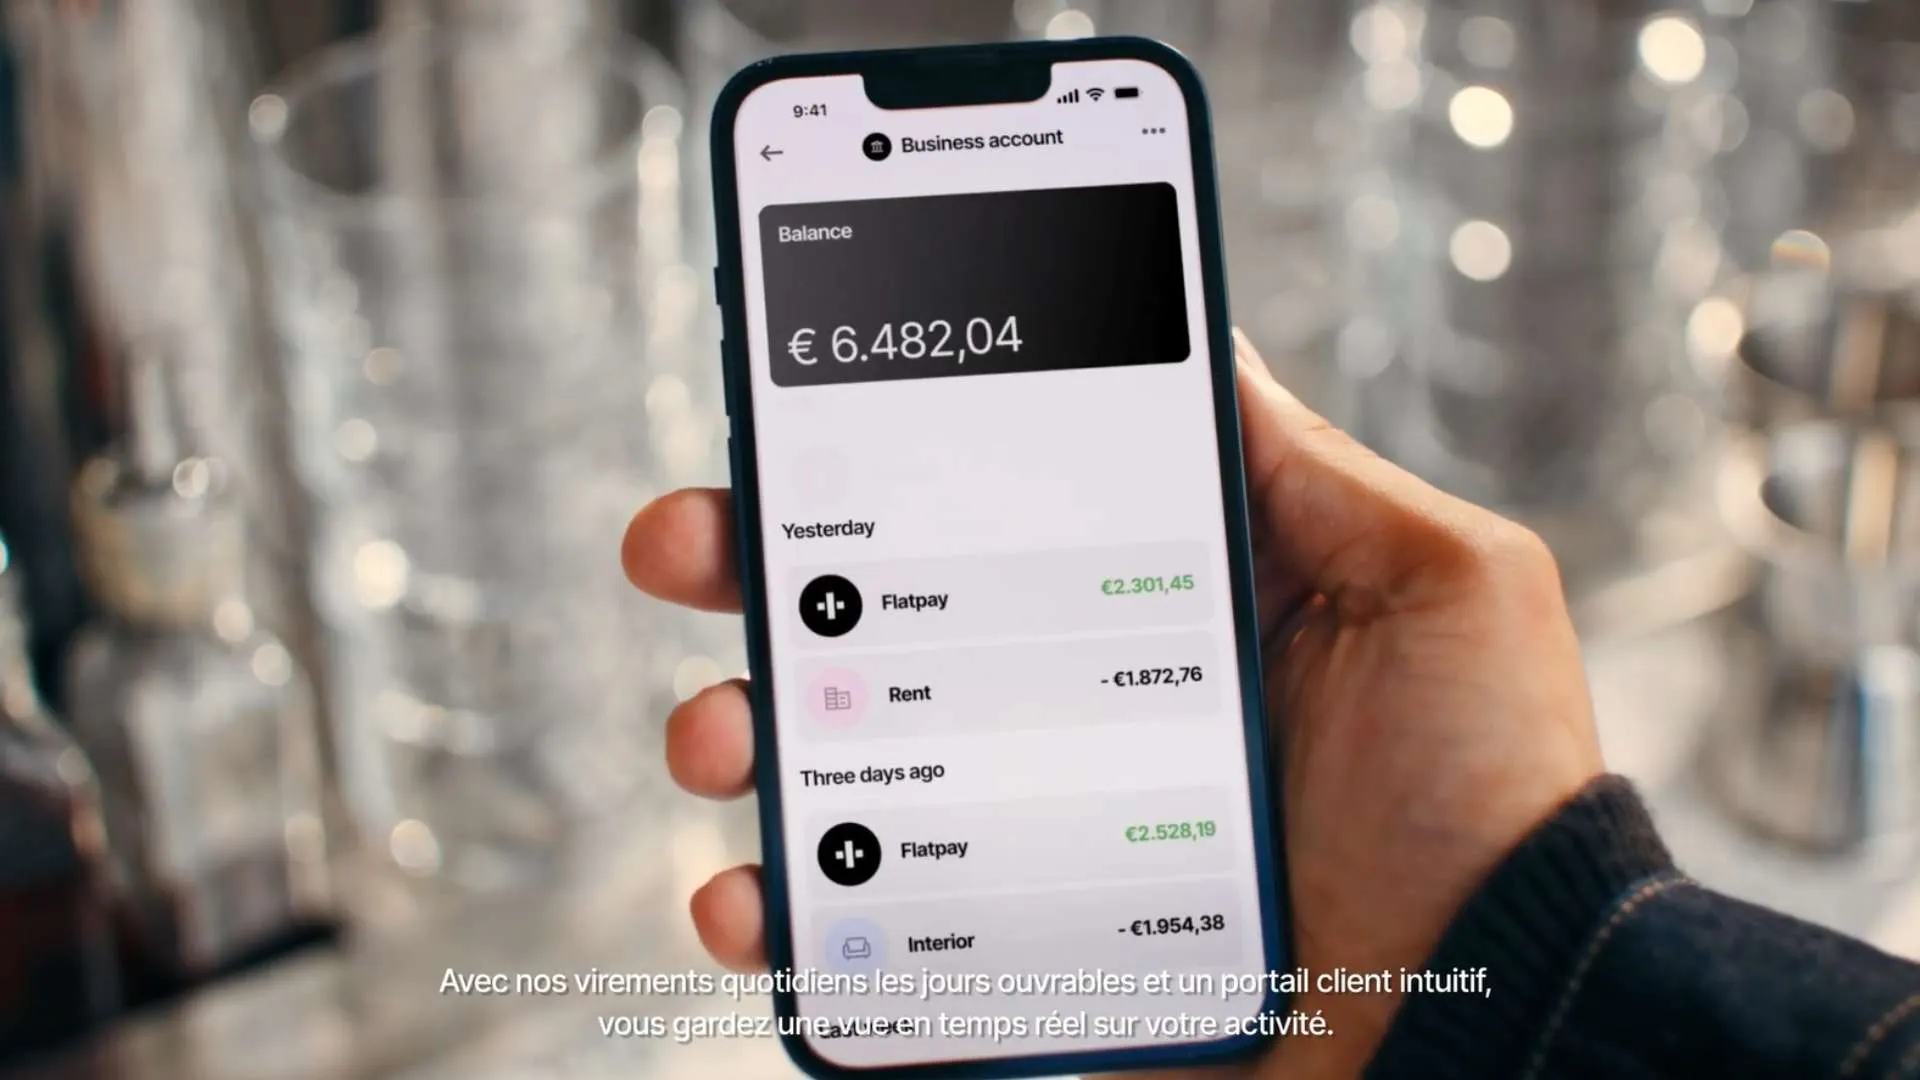 9:41
Business account
Balance
€ 6.482,04
Yesterday
Flatpay €2.301,45
Rent - €1.872,76
Three days ago
Flatpay €2.528,19
Interior - €1.954,38
Avec nos virements quotidiens les jours ouvrables et un portail client intuitif,
Last week
vous gardez une vue en temps réel sur votre activité.